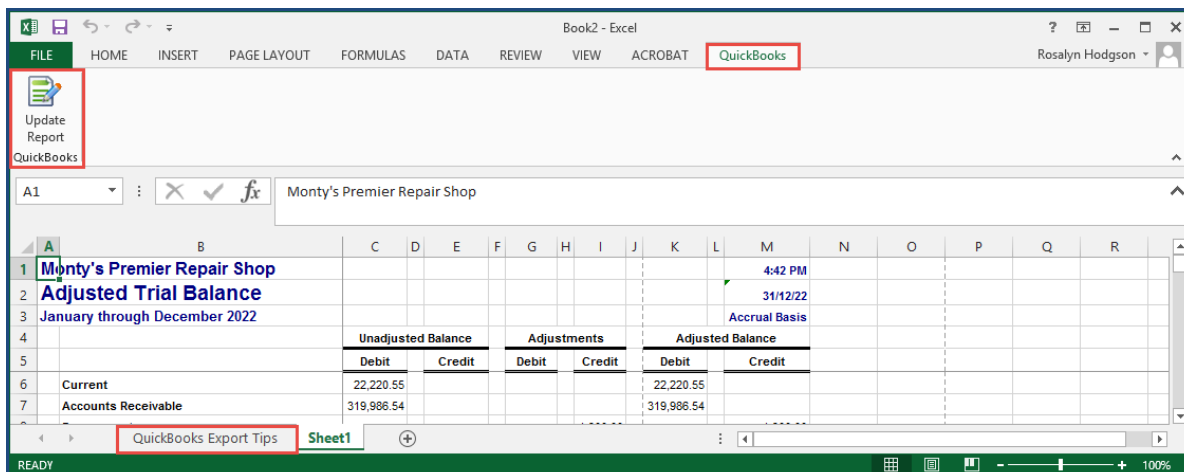 Book2 - Excel
?
FILE HOME INSERT PAGE LAYOUT FORMULAS DATA REVIEW VIEW ACROBAT QuickBooks Rosalyn Hodgson
Update
Report
QuickBooks
A1 fx Monty's Premier Repair Shop
A B C D E F G H I J K L M N O P Q R
1 Monty's Premier Repair Shop 4:42 PM
2 Adjusted Trial Balance 31/12/22
3 January through December 2022 Accrual Basis
4 Unadjusted Balance Adjustments Adjusted Balance
5 Debit Credit Debit Credit Debit Credit
6 Current 22,220.55 22,220.55
7 Accounts Receivable 319,986.54 319,986.54
QuickBooks Export Tips Sheet1
READY 100%